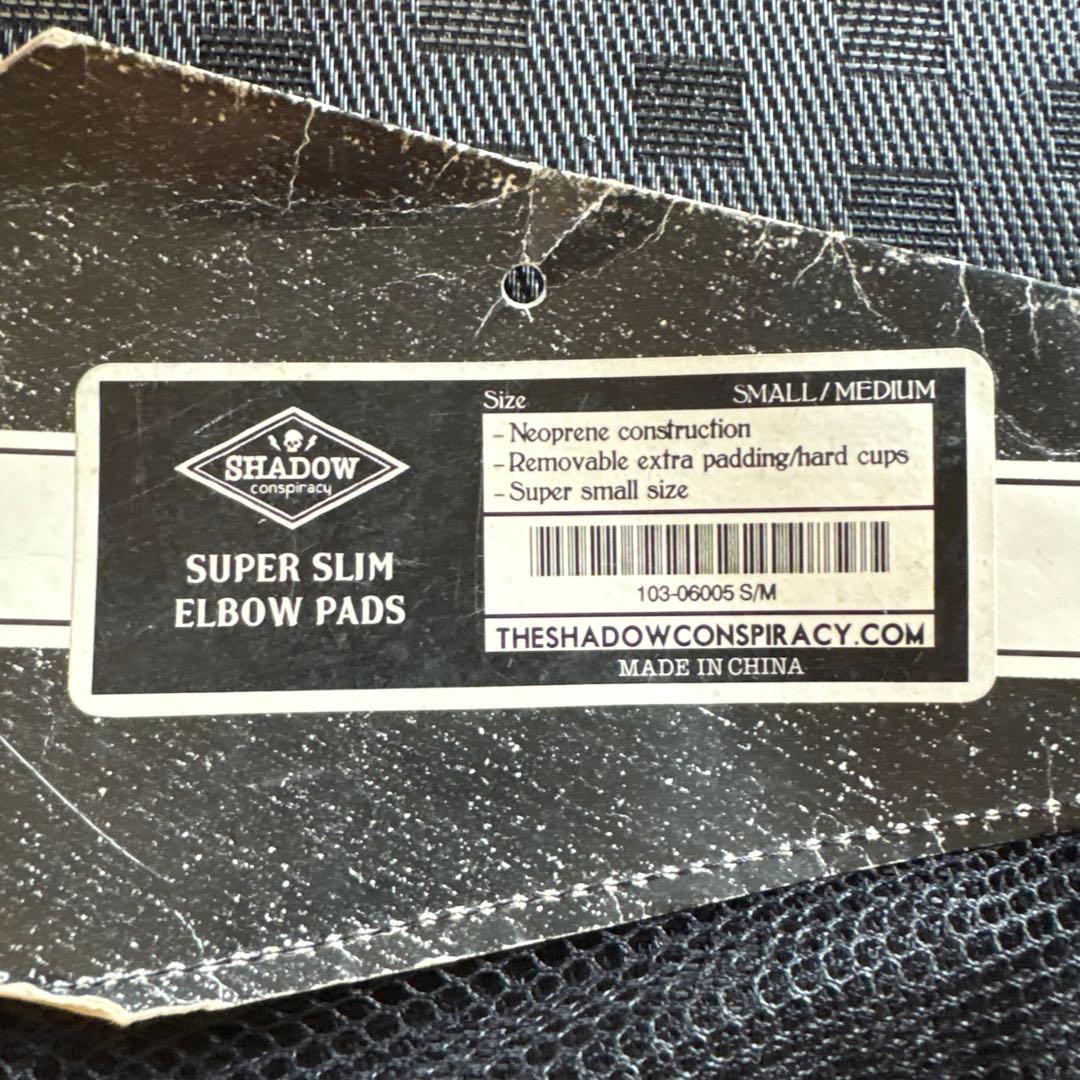 SHADOW
conspiracy
SUPER SLIM
ELBOW PADS
Size SMALL/MEDIUM
- Neoprene construction
- Removable extra padding/hard cups
- Super small size
103-06005 S/M
THESHADOWCONSPIRACY.COM
MADE IN CHINA